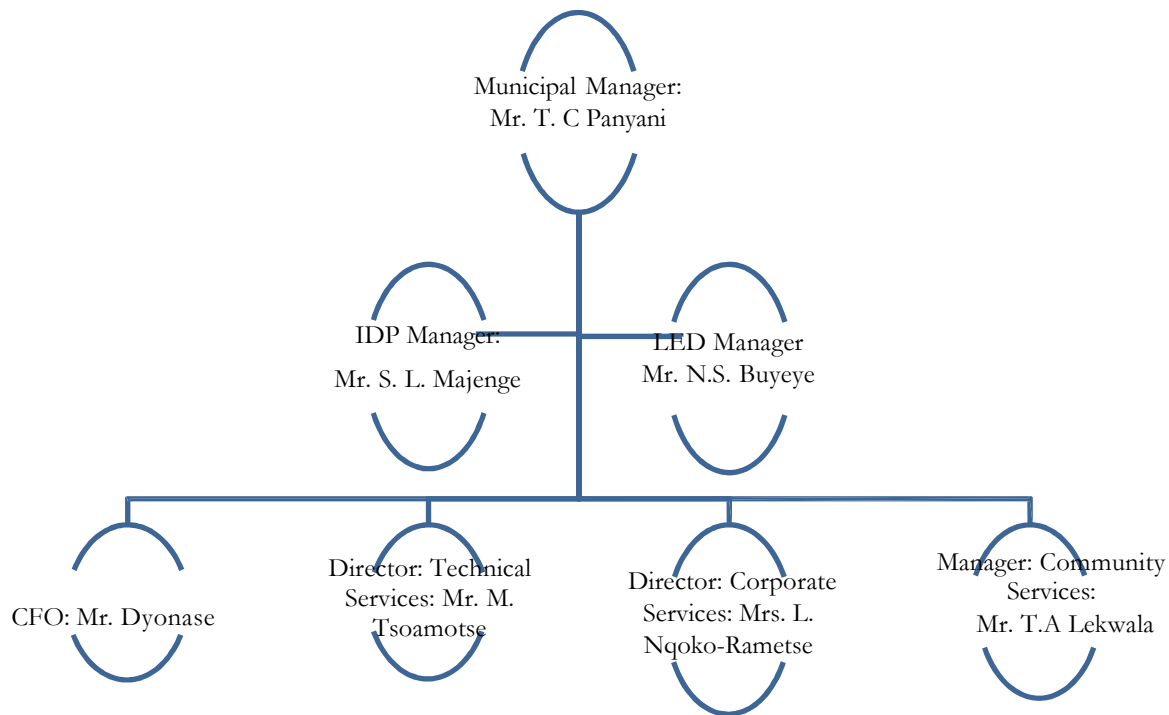 Municipal Manager:
Mr. T. C Panyani
IDP Manager:
Mr. S. L. Majenge
LED Manager
Mr. N.S. Buyeye
CFO: Mr. Dyonase
Director: Technical
Services: Mr. M.
Tsoamotse
Director: Corporate
Services: Mrs. L.
Nqoko-Rametse
Manager: Community
Services:
Mr. T.A Lekwala